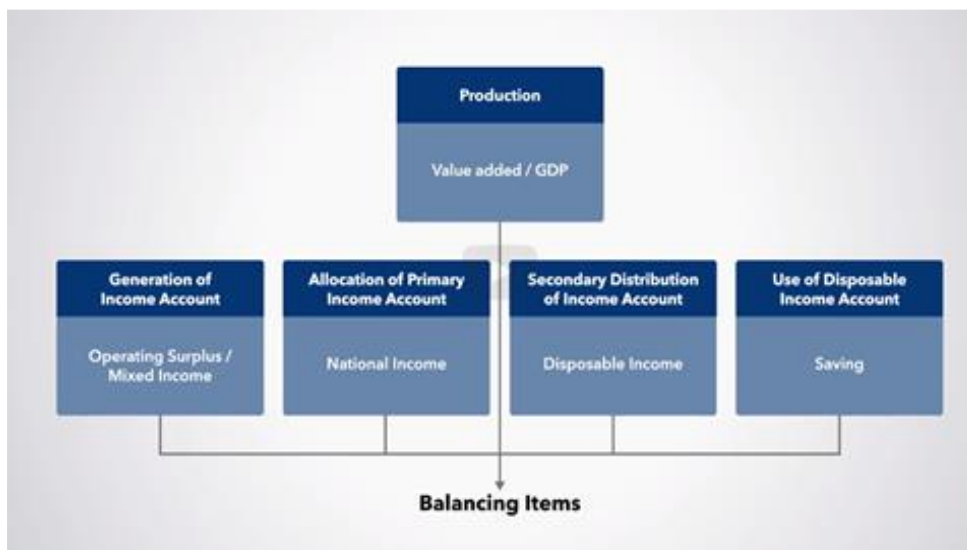 Production
Value added / GDP
Generation of
Income Account
Operating Surplus /
Mixed Income
Allocation of Primary
Income Account
National Income
Secondary Distribution
of Income Account
Disposable Income
Use of Disposable
Income Account
Saving
Balancing Items